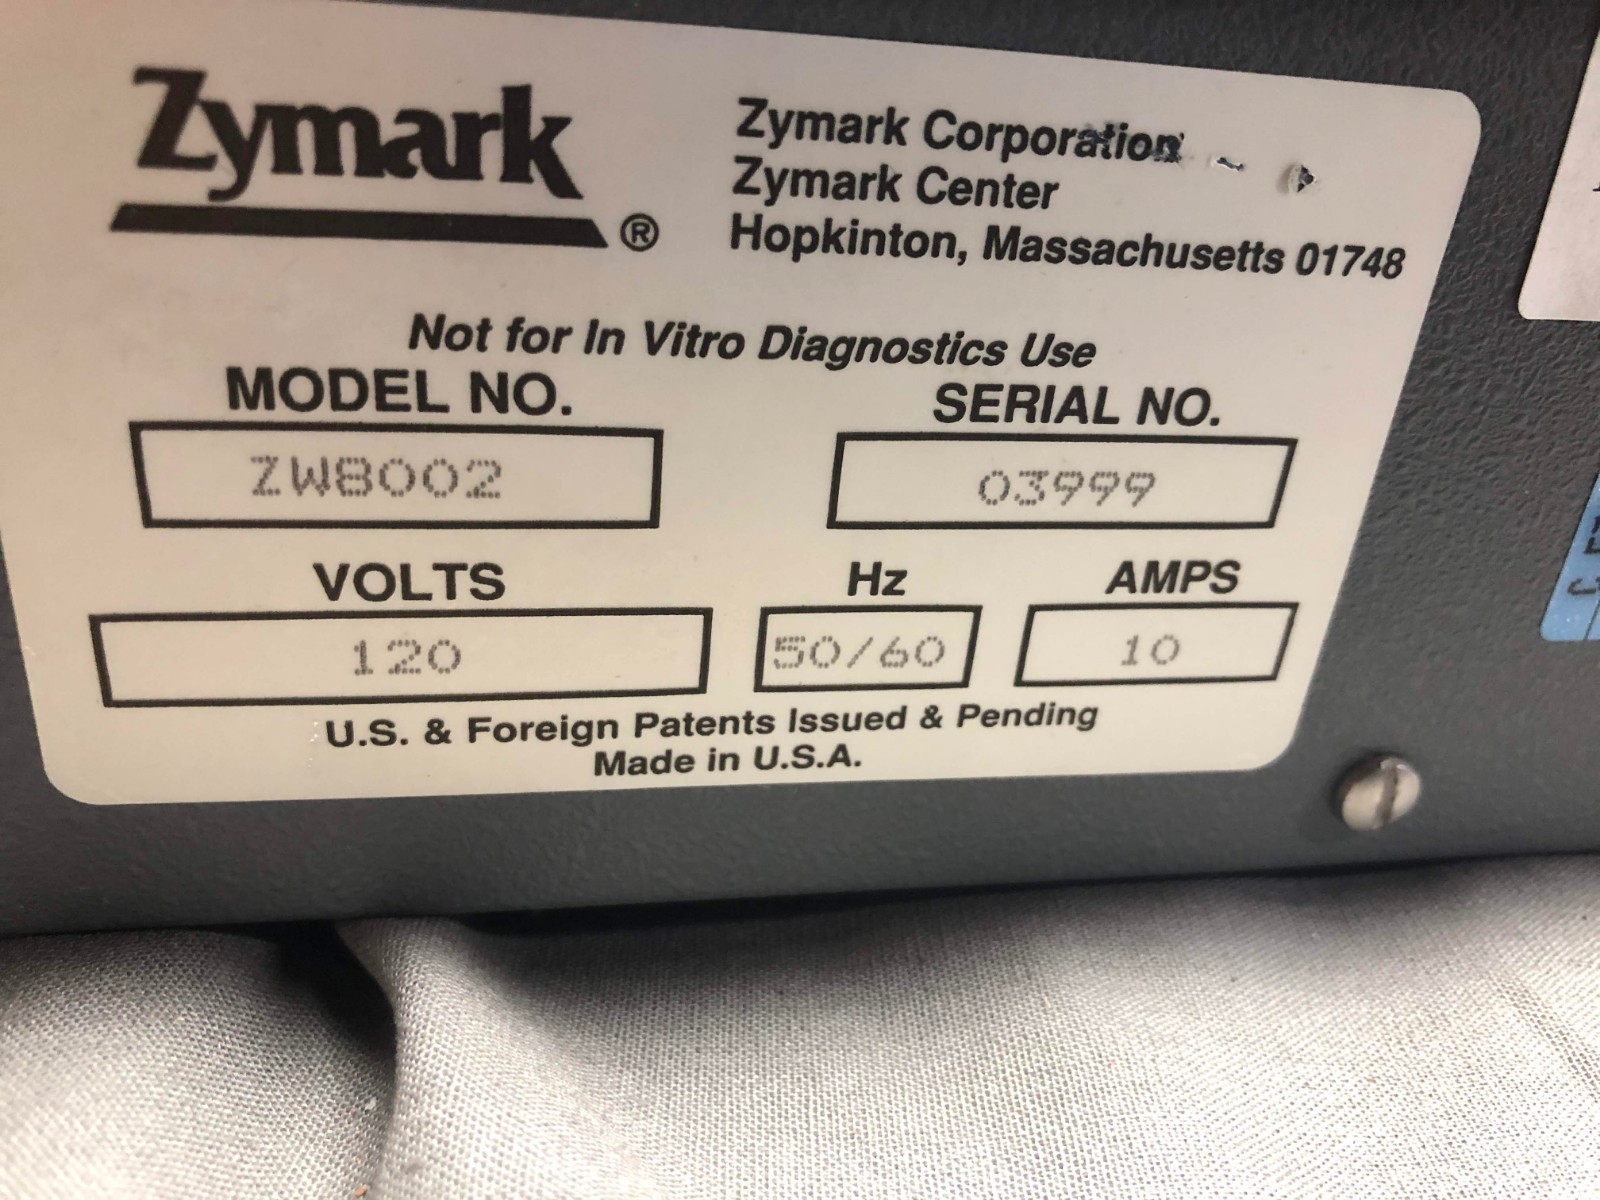 Zymark
®
Zymark Corporation
Zymark Center
Hopkinton, Massachusetts 01748
Not for In Vitro Diagnostics Use
MODEL NO.
SERIAL NO.
ZW8002
03999
VOLTS
Hz
AMPS
120
50/60
10
U.S. & Foreign Patents Issued & Pending
Made in U.S.A.